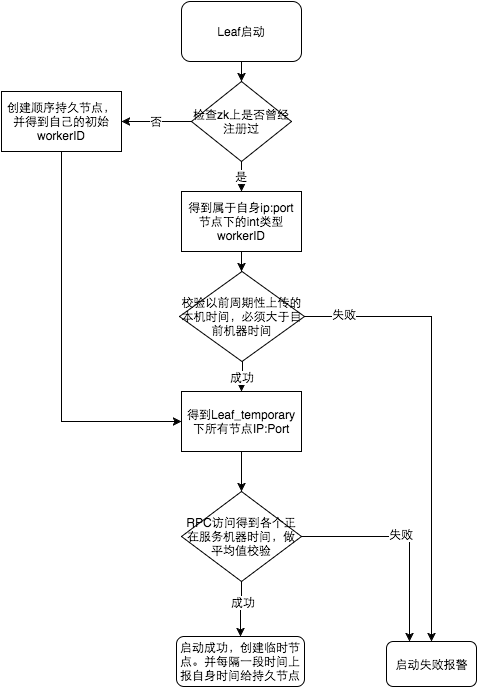 Leaf启动
检查zk上是否曾经
注册过
否
创建顺序持久节点，
并得到自己的初始
workerID
是
得到属于自身ip:port
节点下的int类型
workerID
校验以前周期性上传的
本机时间，必须大于目
前机器时间
失败
成功
得到Leaf_temporary
下所有节点IP:Port
RPC访问得到各个正
在服务机器时间，做
平均值校验
失败
成功
启动成功，创建临时节
点。并每隔一段时间上
报自身时间给持久节点
启动失败报警